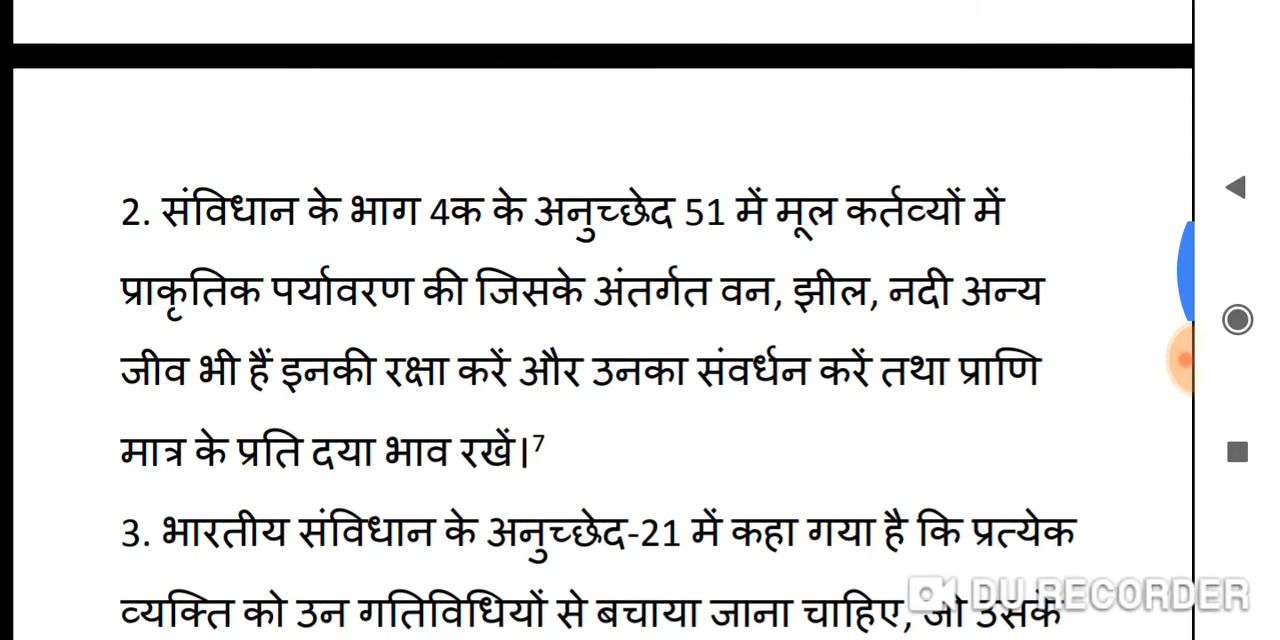 2. संविधान के भाग 4क के अनुच्छेद 51 में मूल कर्तव्यों में
प्राकृतिक पर्यावरण की जिसके अंतर्गत वन, झील, नदी अन्य
जीव भी हैं इनकी रक्षा करें और उनका संवर्धन करें तथा प्राणि
मात्र के प्रति दया भाव रखें।⁷
3. भारतीय संविधान के अनुच्छेद-21 में कहा गया है कि प्रत्येक
व्यक्ति को उन गतिविधियों से बचाया जाना चाहिए, जो उसके
DU RECORDER